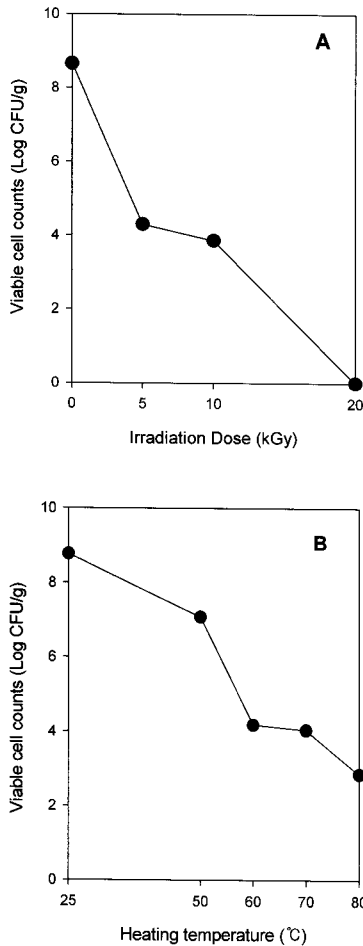 A
Viable cell counts (Log CFU/g)
10
8
6
4
2
0
0 5 10 20
Irradiation Dose (kGy)
B
Viable cell counts (Log CFU/g)
10
8
6
4
2
0
25 50 60 70 80
Heating temperature (℃)